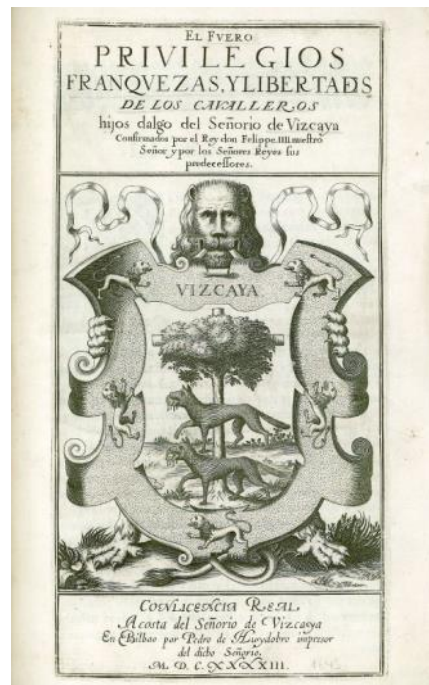 EL FVERO
PRIVILEGIOS
FRANQVEZAS, Y LIBERTADES
DE LOS CAVALLEROS
hijos dalgo del Señorio de Vizcaya
Confirmados por el Rey don Felippe. IIII. nuestro
Señor y por los Señores Reyes sus
predecessores.
VIZCAYA
CON LICENCIA REAL
A costa del Señorio de Vizcaya
En Bilbao por Pedro de Huydobro impresor
del dicho Señorio.
M. D. C. XXXXIII.